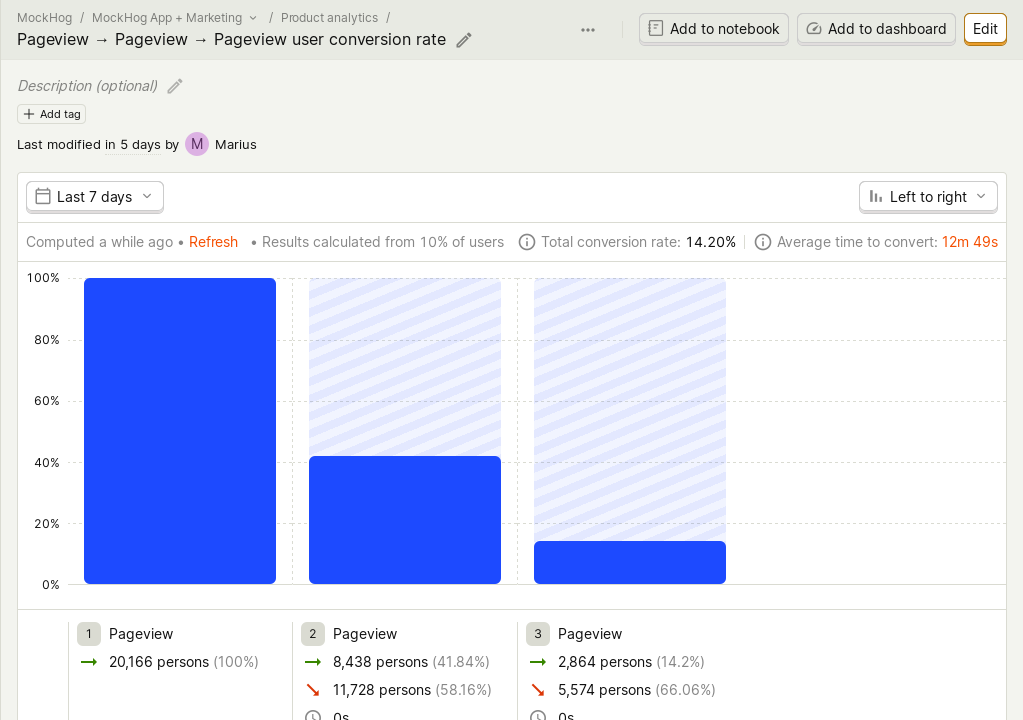 MockHog / MockHog App + Marketing / Product analytics /
Pageview → Pageview → Pageview user conversion rate
Add to notebook
Add to dashboard
Edit
Description (optional)
Add tag
Last modified in 5 days by M Marius
Last 7 days
Left to right
Computed a while ago • Refresh • Results calculated from 10% of users
Total conversion rate: 14.20%
Average time to convert: 12m 49s
100%
80%
60%
40%
20%
0%
1 Pageview
20,166 persons (100%)
2 Pageview
8,438 persons (41.84%)
11,728 persons (58.16%)
0s
3 Pageview
2,864 persons (14.2%)
5,574 persons (66.06%)
0s